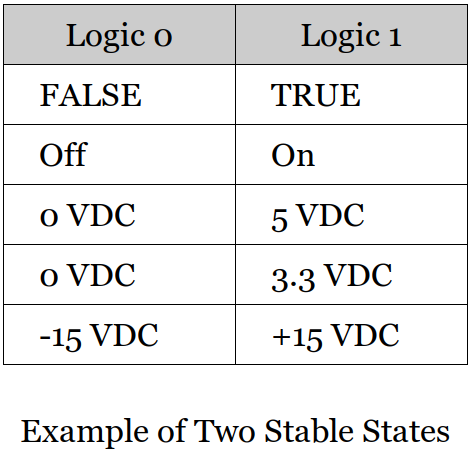 Logic 0 Logic 1
FALSE TRUE
Off On
0 VDC 5 VDC
0 VDC 3.3 VDC
-15 VDC +15 VDC
Example of Two Stable States